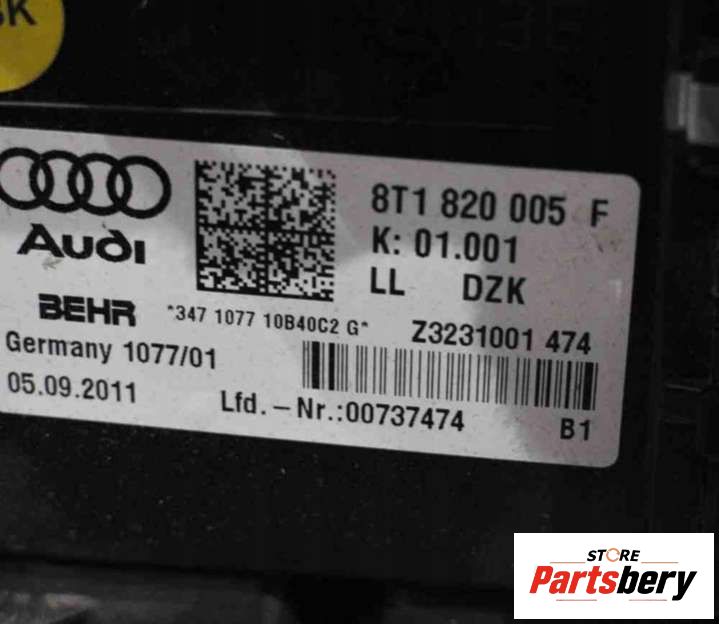 Audi
8T1 820 005 F
K: 01.001
LL DZK
BEHR *347 1077 10B40C2 G* Z3231001 474
Germany 1077/01
05.09.2011
Lfd.-Nr.:00737474 B1
STORE
Partsbery